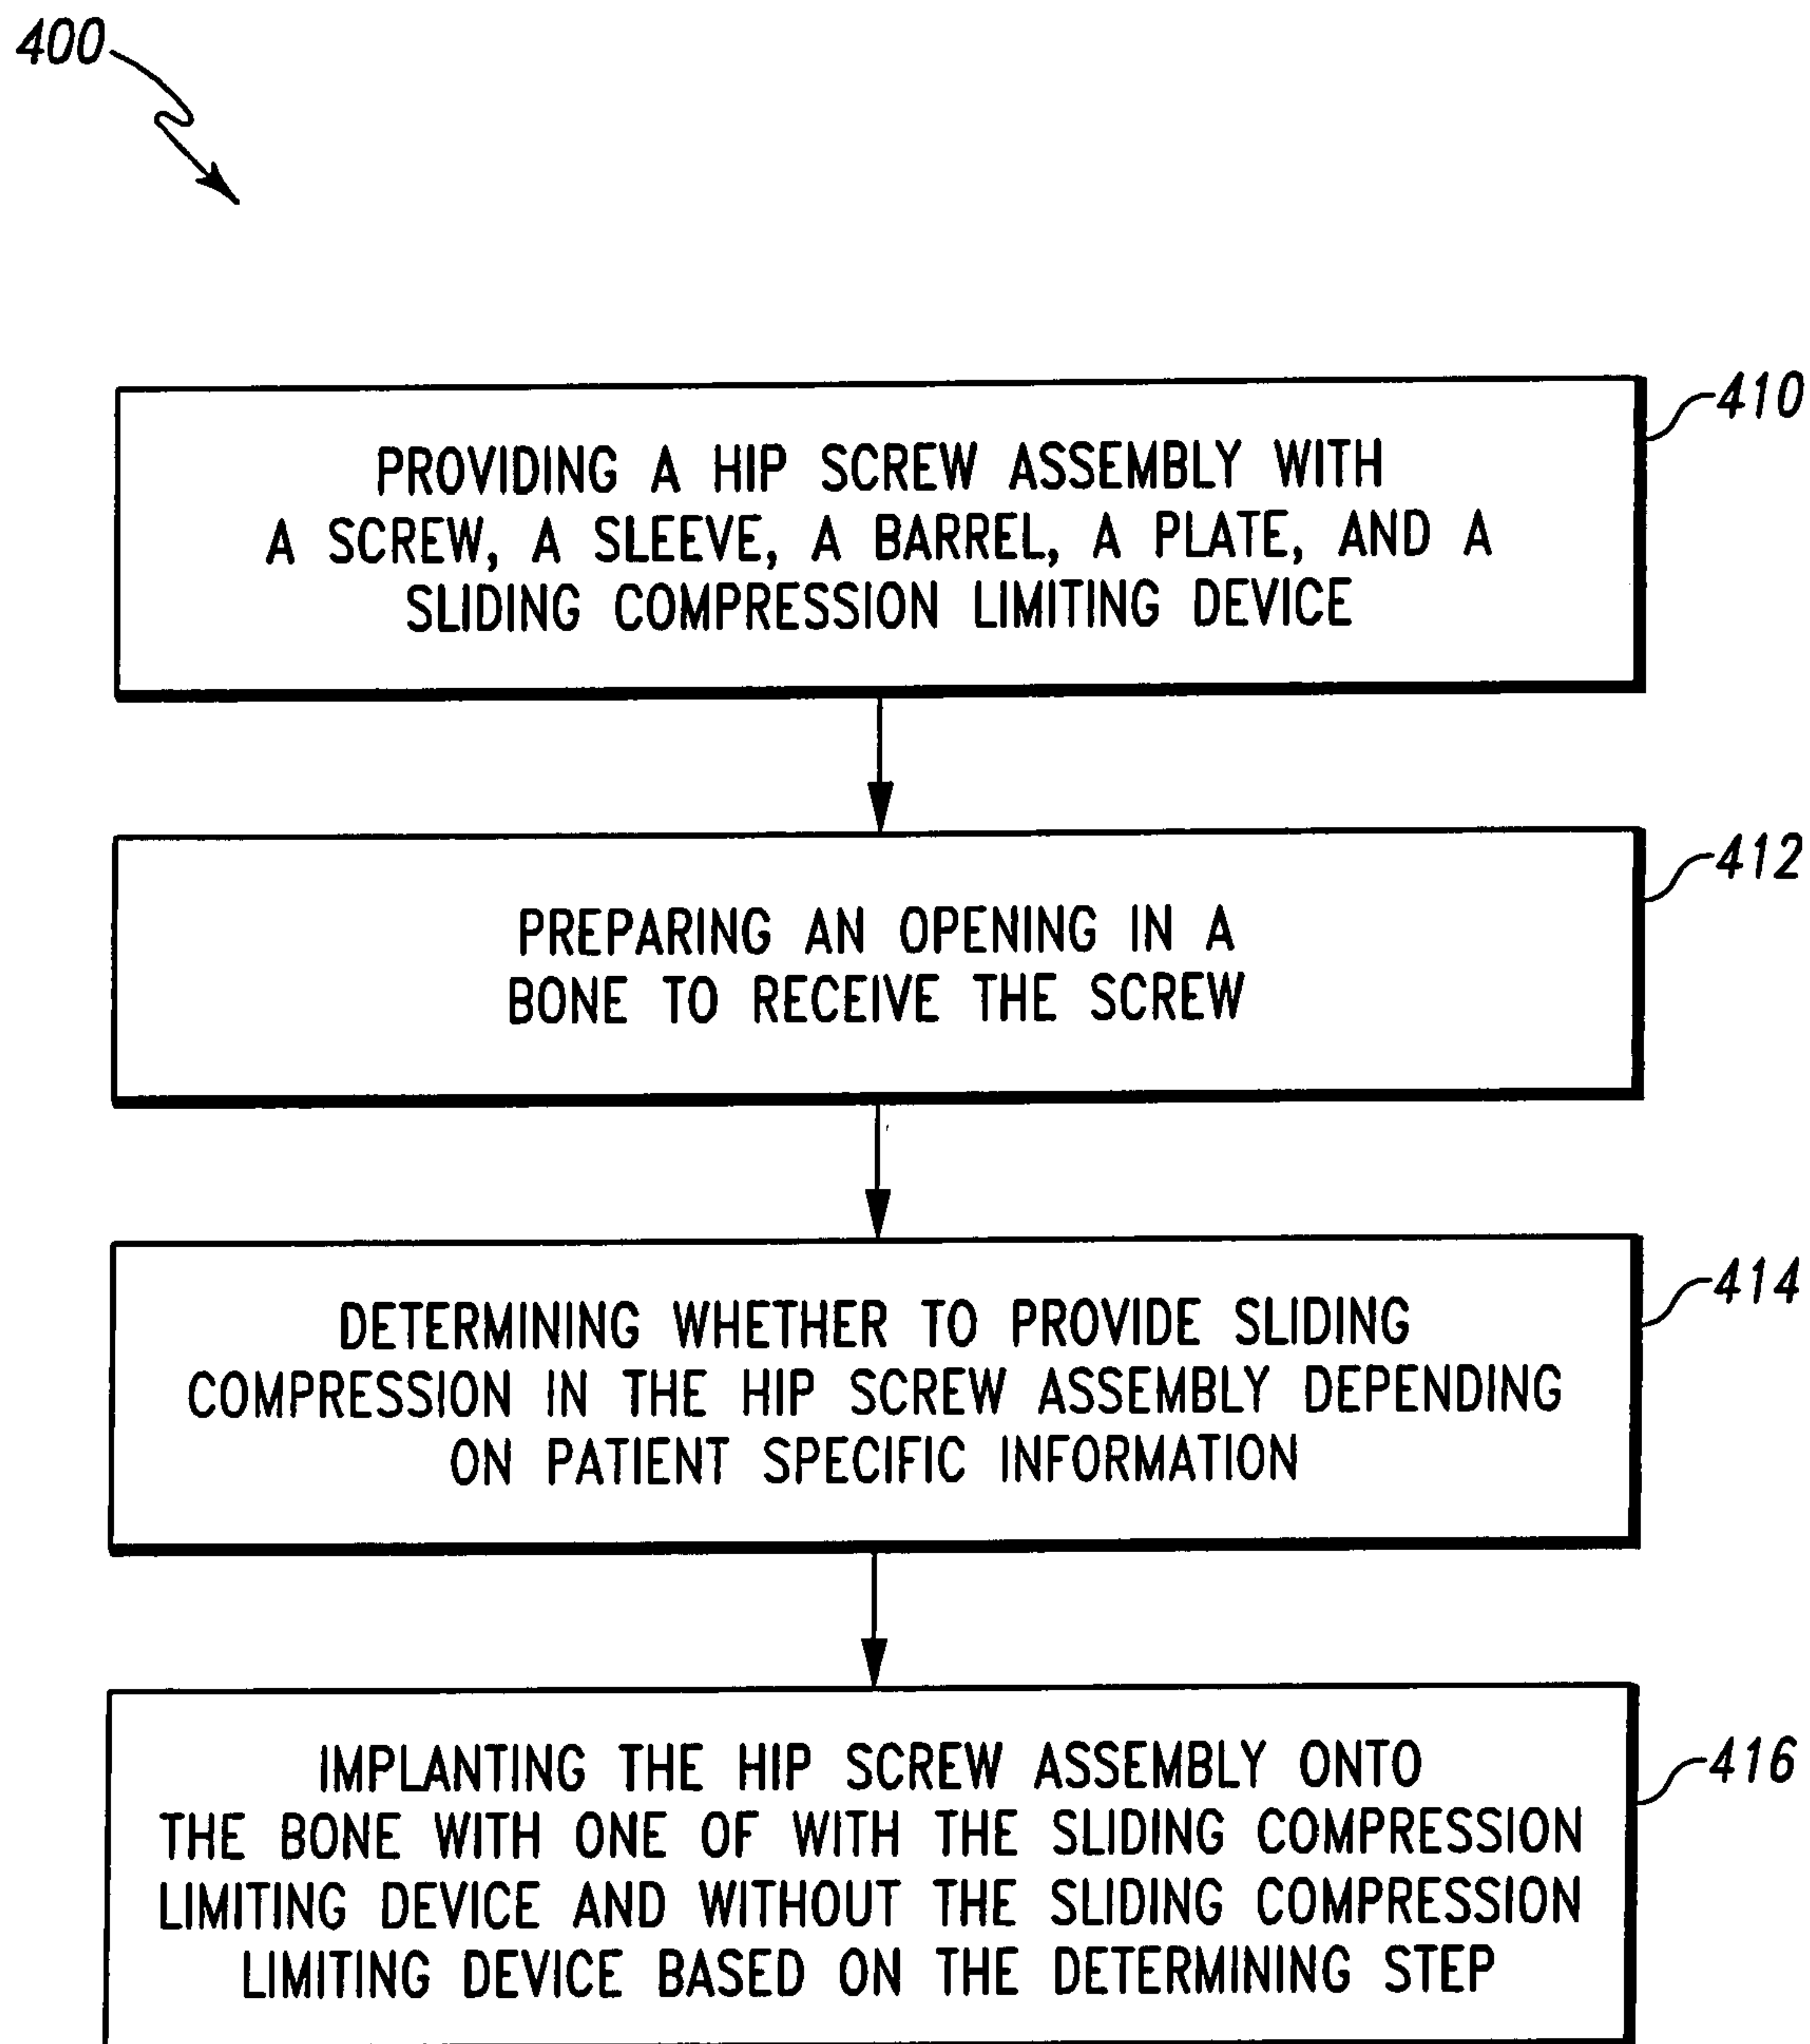 400
410
PROVIDING A HIP SCREW ASSEMBLY WITH
A SCREW, A SLEEVE, A BARREL, A PLATE, AND A
SLIDING COMPRESSION LIMITING DEVICE
412
PREPARING AN OPENING IN A
BONE TO RECEIVE THE SCREW
414
DETERMINING WHETHER TO PROVIDE SLIDING
COMPRESSION IN THE HIP SCREW ASSEMBLY DEPENDING
ON PATIENT SPECIFIC INFORMATION
416
IMPLANTING THE HIP SCREW ASSEMBLY ONTO
THE BONE WITH ONE OF WITH THE SLIDING COMPRESSION
LIMITING DEVICE AND WITHOUT THE SLIDING COMPRESSION
LIMITING DEVICE BASED ON THE DETERMINING STEP